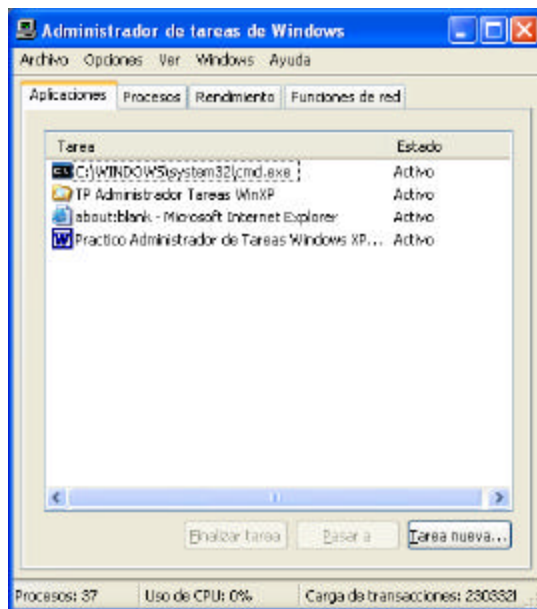 Administrador de tareas de Windows
Archivo Opciones Ver Windows Ayuda
Aplicaciones Procesos Rendimiento Funciones de red
Tarea Estado
C:\WINDOWS\system32\cmd.exe Activo
TP Administrador Tareas WinXP Activo
about:blank - Microsoft Internet Explorer Activo
Practico Administrador de Tareas Windows XP... Activo
Finalizar tarea Pasar a Tarea nueva...
Procesos: 37 Uso de CPU: 0% Carga de transacciones: